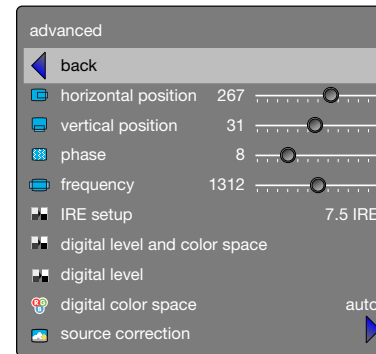 advanced
back
horizontal position 267
vertical position 31
phase 8
frequency 1312
IRE setup 7.5 IRE
digital level and color space
digital level
digital color space auto
source correction